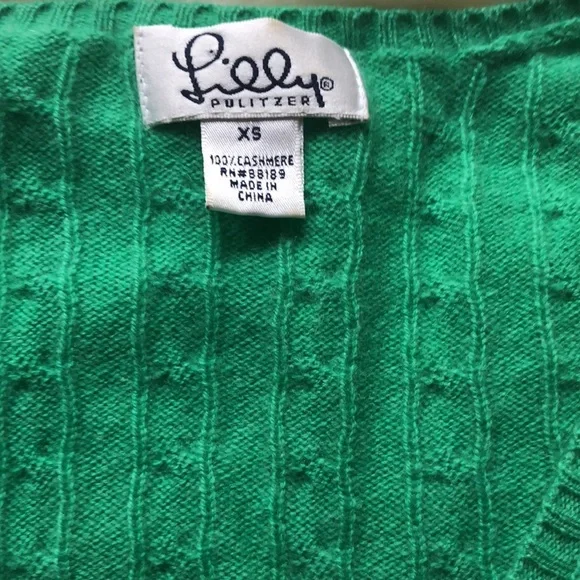 Lilly®
PULITZER
XS
100% CASHMERE
RN#88189
MADE IN
CHINA